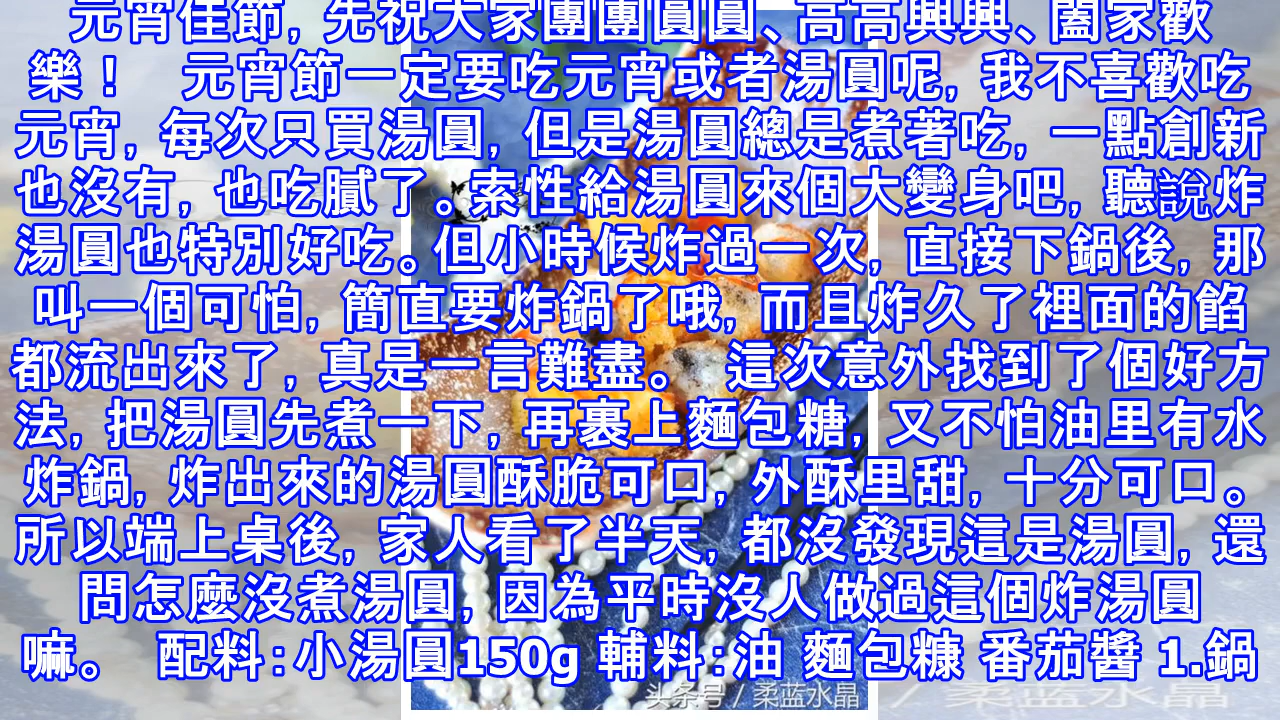 元宵佳節, 先祝大家團團圓圓、高高興興、闔家歡
樂！ 元宵節一定要吃元宵或者湯圓呢, 我不喜歡吃
元宵, 每次只買湯圓, 但是湯圓總是煮著吃, 一點創新
也沒有, 也吃膩了。索性給湯圓來個大變身吧, 聽說炸
湯圓也特別好吃。但小時候炸過一次, 直接下鍋後, 那
叫一個可怕, 簡直要炸鍋了哦, 而且炸久了裡面的餡
都流出來了, 真是一言難盡。 這次意外找到了個好方
法, 把湯圓先煮一下, 再裹上麵包糖, 又不怕油里有水
炸鍋, 炸出來的湯圓酥脆可口, 外酥里甜, 十分可口。
所以端上桌後, 家人看了半天, 都沒發現這是湯圓, 還
問怎麼沒煮湯圓, 因為平時沒人做過這個炸湯圓
嘛。 配料:小湯圓150g 輔料:油 麵包糠 番茄醬 1.鍋
头条号 / 柔蓝水晶
/ 柔蓝水晶